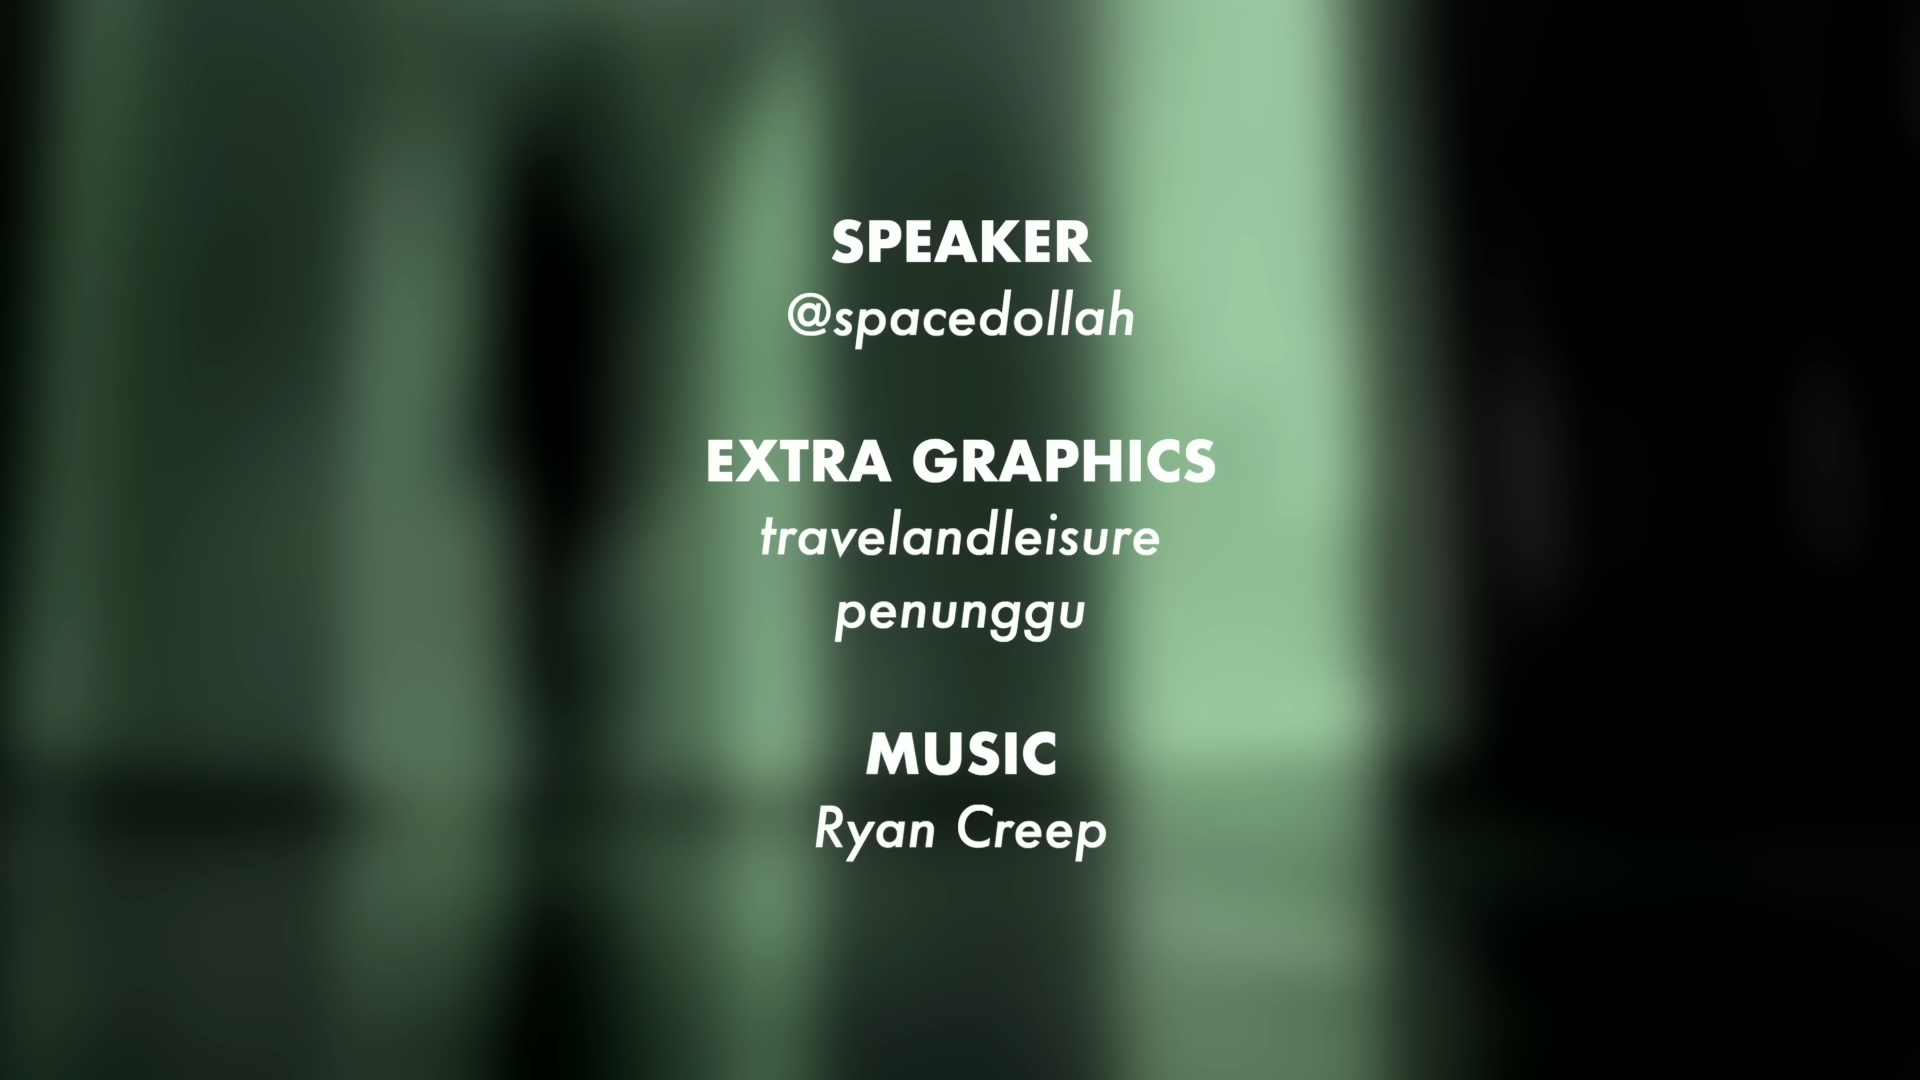 SPEAKER
@spacedollah
EXTRA GRAPHICS
travelandleisure
penunggu
MUSIC
Ryan Creep